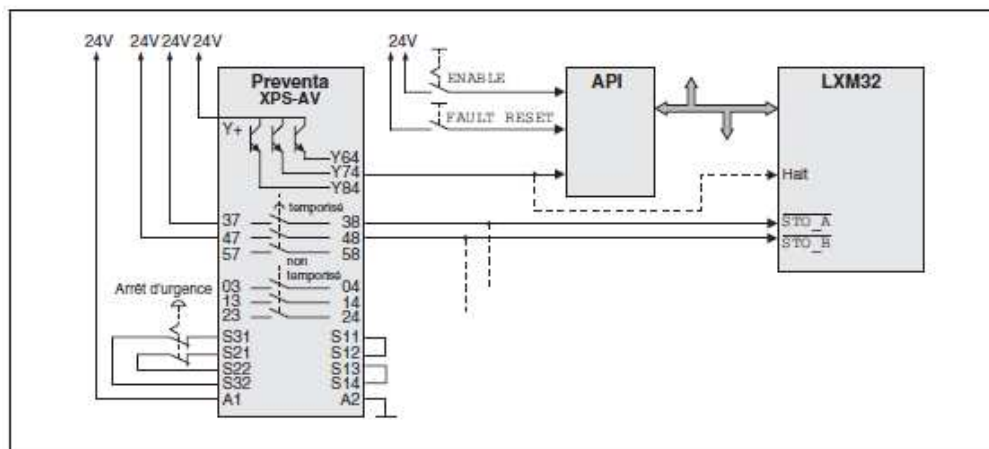 24V 24V 24V 24V
24V
Preventa
XPS-AV
API
LXM32
ENABLE
FAULT RESET
Y+
Y64
Y74
Y84
Halt
temporisé
37 38
47 48
57 58
STO_A
STO_B
non
temporisé
Arrêt d'urgence
03 04
13 14
23 24
S31 S11
S21 S12
S22 S13
S32 S14
A1 A2